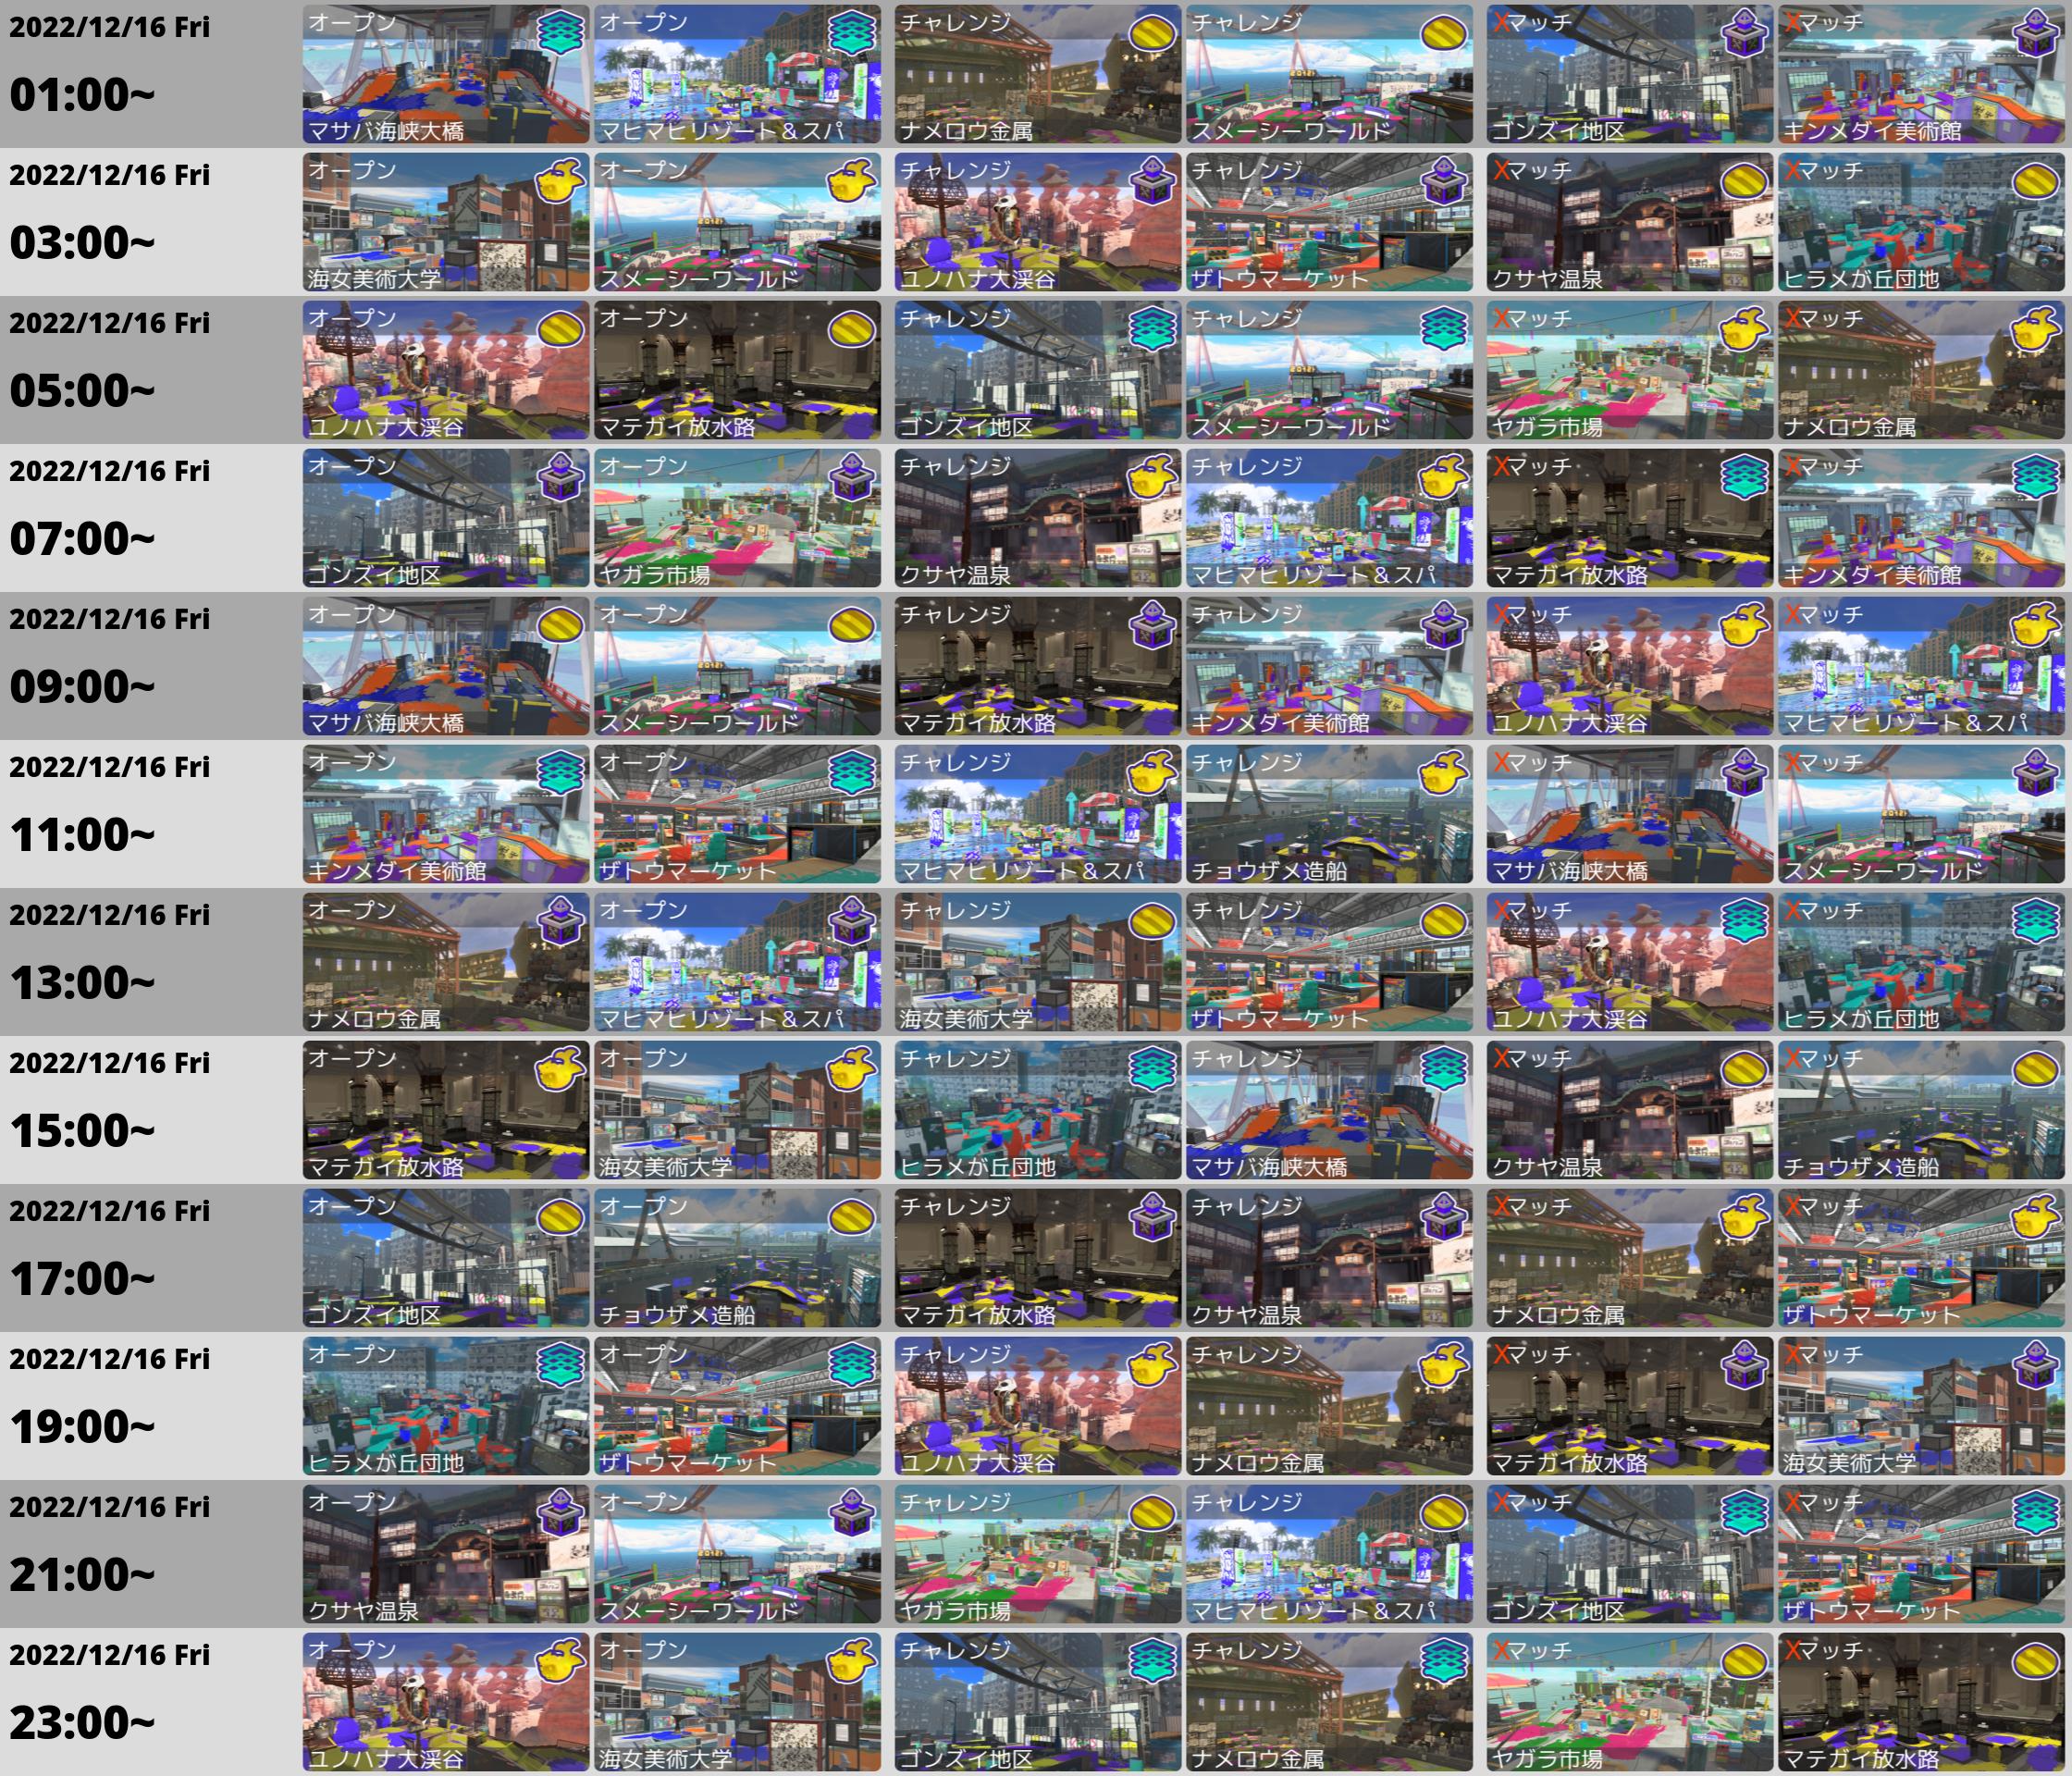 2022/12/16 Fri
01:00~
オープン
マサバ海峡大橋
オープン
マヒマヒリゾート＆スパ
チャレンジ
ナメロウ金属
チャレンジ
スメーシーワールド
Xマッチ
ゴンズイ地区
Xマッチ
キンメダイ美術館
2022/12/16 Fri
03:00~
オープン
海女美術大学
オープン
スメーシーワールド
チャレンジ
ユノハナ大渓谷
チャレンジ
ザトウマーケット
Xマッチ
クサヤ温泉
Xマッチ
ヒラメが丘団地
2022/12/16 Fri
05:00~
オープン
ユノハナ大渓谷
オープン
マテガイ放水路
チャレンジ
ゴンズイ地区
チャレンジ
スメーシーワールド
Xマッチ
ヤガラ市場
Xマッチ
ナメロウ金属
2022/12/16 Fri
07:00~
オープン
ゴンズイ地区
オープン
ヤガラ市場
チャレンジ
クサヤ温泉
チャレンジ
マヒマヒリゾート＆スパ
Xマッチ
マテガイ放水路
Xマッチ
キンメダイ美術館
2022/12/16 Fri
09:00~
オープン
マサバ海峡大橋
オープン
スメーシーワールド
チャレンジ
マテガイ放水路
チャレンジ
キンメダイ美術館
Xマッチ
ユノハナ大渓谷
Xマッチ
マヒマヒリゾート＆スパ
2022/12/16 Fri
11:00~
オープン
キンメダイ美術館
オープン
ザトウマーケット
チャレンジ
マヒマヒリゾート＆スパ
チャレンジ
チョウザメ造船
Xマッチ
マサバ海峡大橋
Xマッチ
スメーシーワールド
2022/12/16 Fri
13:00~
オープン
ナメロウ金属
オープン
マヒマヒリゾート＆スパ
チャレンジ
海女美術大学
チャレンジ
ザトウマーケット
Xマッチ
ユノハナ大渓谷
Xマッチ
ヒラメが丘団地
2022/12/16 Fri
15:00~
オープン
マテガイ放水路
オープン
海女美術大学
チャレンジ
ヒラメが丘団地
チャレンジ
マサバ海峡大橋
Xマッチ
クサヤ温泉
Xマッチ
チョウザメ造船
2022/12/16 Fri
17:00~
オープン
ゴンズイ地区
オープン
チョウザメ造船
チャレンジ
マテガイ放水路
チャレンジ
クサヤ温泉
Xマッチ
ナメロウ金属
Xマッチ
ザトウマーケット
2022/12/16 Fri
19:00~
オープン
ヒラメが丘団地
オープン
ザトウマーケット
チャレンジ
ユノハナ大渓谷
チャレンジ
ナメロウ金属
Xマッチ
マテガイ放水路
Xマッチ
海女美術大学
2022/12/16 Fri
21:00~
オープン
クサヤ温泉
オープン
スメーシーワールド
チャレンジ
ヤガラ市場
チャレンジ
マヒマヒリゾート＆スパ
Xマッチ
ゴンズイ地区
Xマッチ
ザトウマーケット
2022/12/16 Fri
23:00~
オープン
ユノハナ大渓谷
オープン
海女美術大学
チャレンジ
ゴンズイ地区
チャレンジ
ナメロウ金属
Xマッチ
ヤガラ市場
Xマッチ
マテガイ放水路